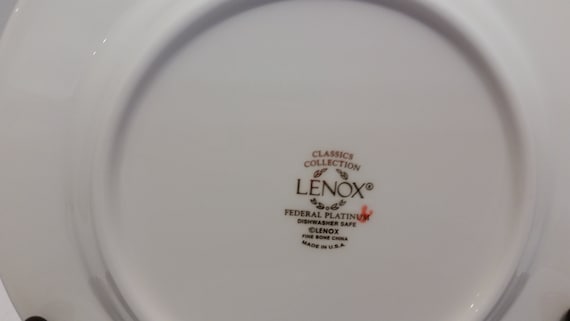 CLASSICS
COLLECTION
LENOX®
FEDERAL PLATINUM
DISHWASHER SAFE
©LENOX
FINE BONE CHINA
MADE IN U.S.A.